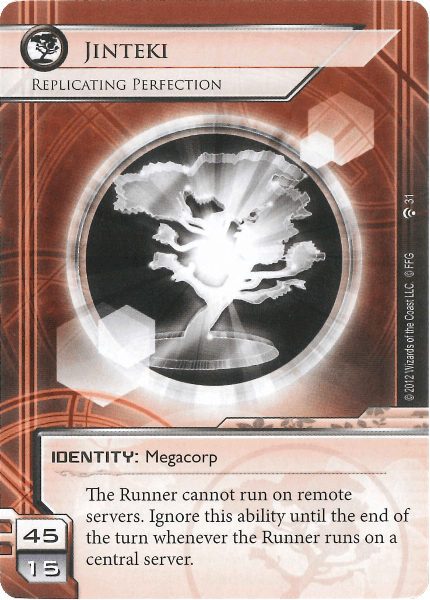 Jinteki
Replicating Perfection
31
© 2012 Wizards of the Coast LLC. © FFG
IDENTITY: Megacorp
The Runner cannot run on remote
servers. Ignore this ability until the end of
the turn whenever the Runner runs on a
central server.
45
15